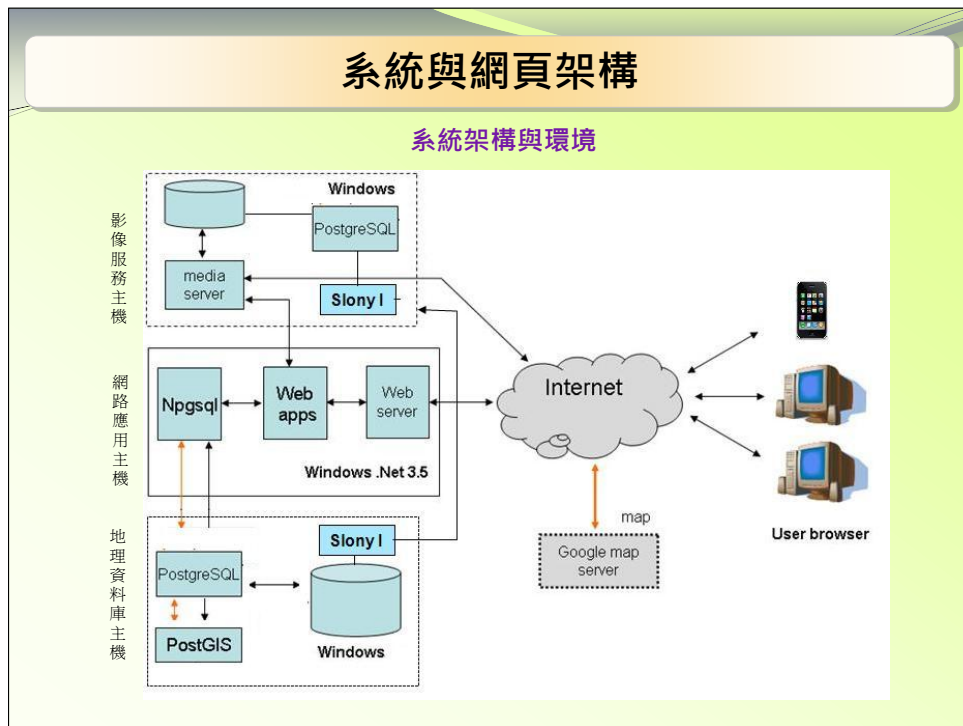 系統與網頁架構
系統架構與環境
影像服務主機
Windows
PostgreSQL
media
server
Slony I
網路應用主機
Npgsql
Web
apps
Web
server
Windows .Net 3.5
Internet
map
Google map
server
User browser
地理資料庫主機
Slony I
PostgreSQL
PostGIS
Windows